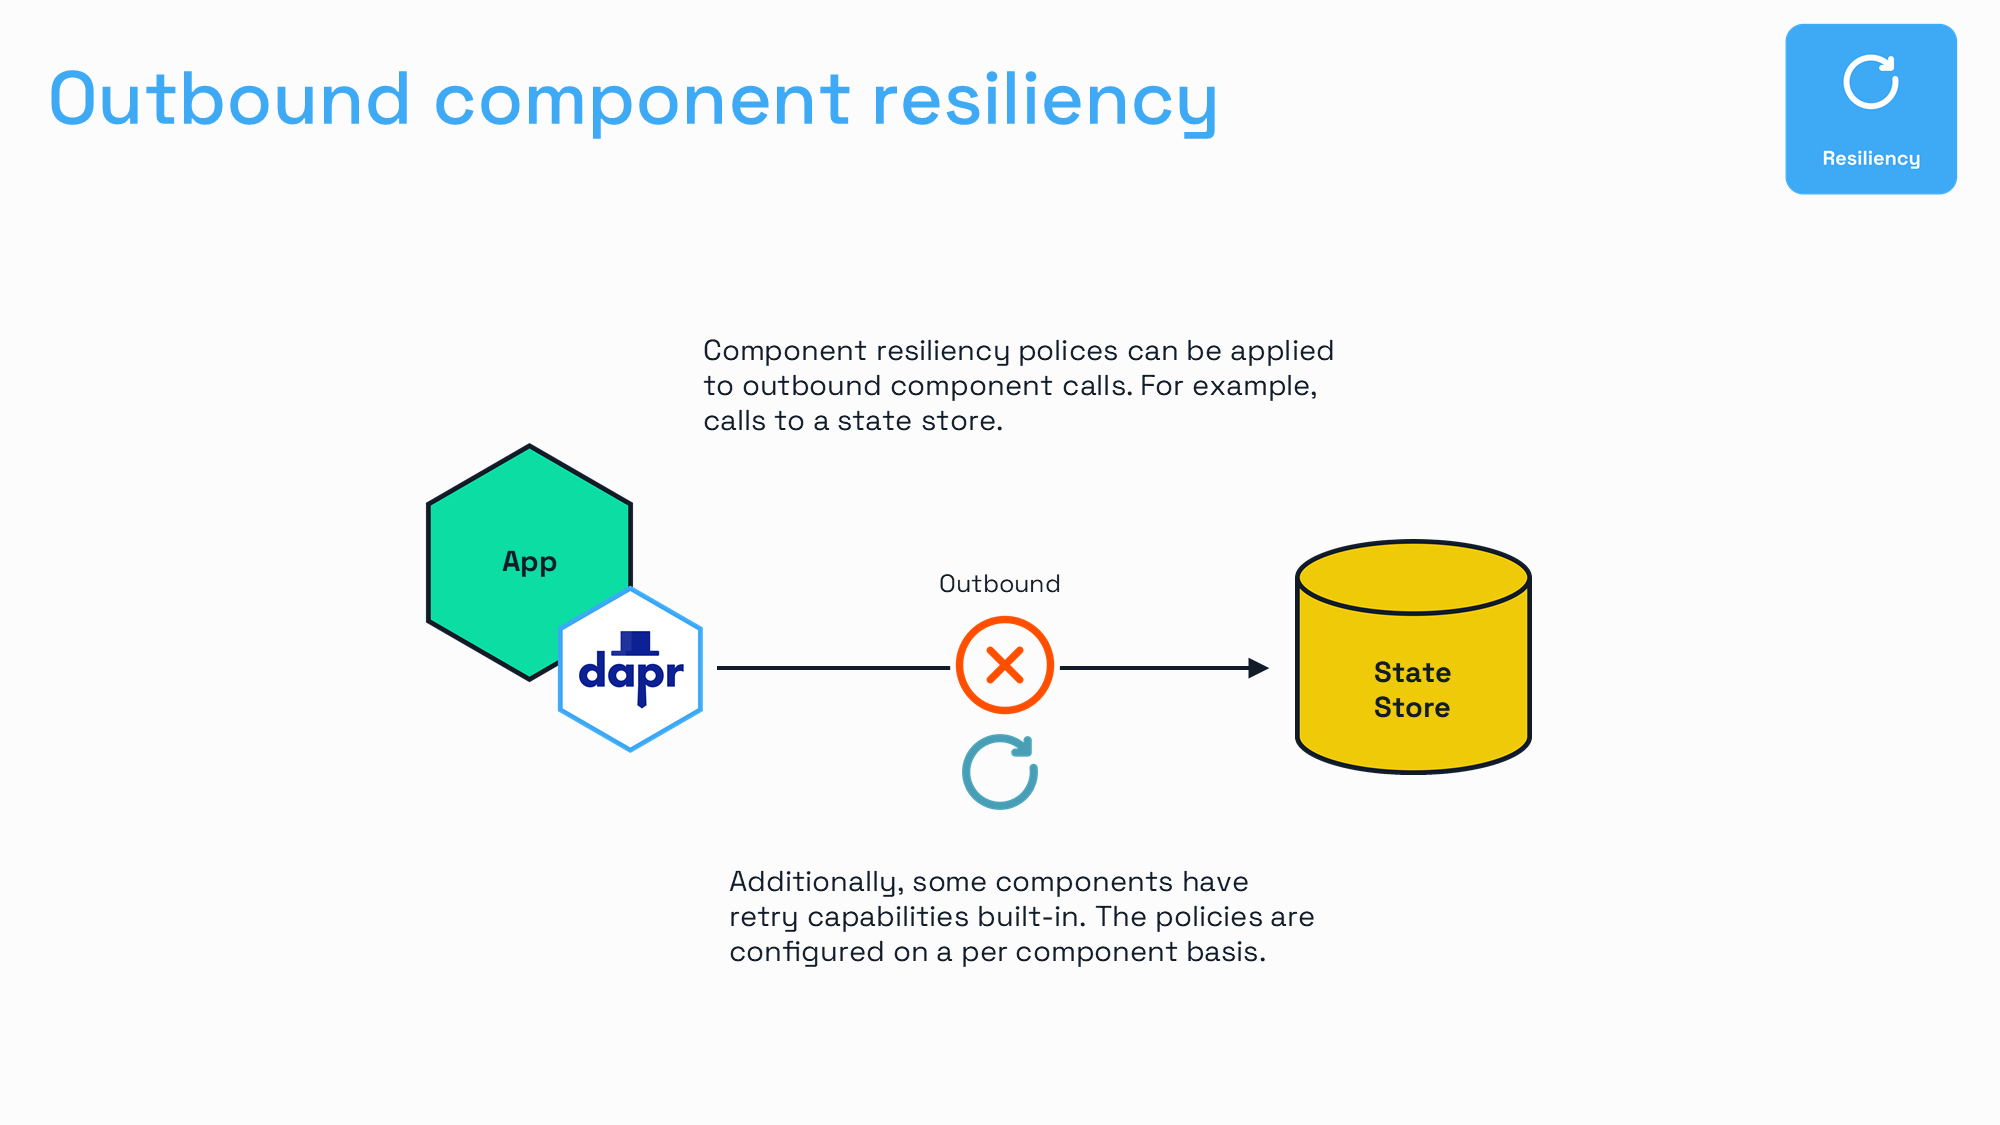 Outbound component resiliency
Resiliency
Component resiliency polices can be applied
to outbound component calls. For example,
calls to a state store.
App
dapr
Outbound
State
Store
Additionally, some components have
retry capabilities built-in. The policies are
configured on a per component basis.